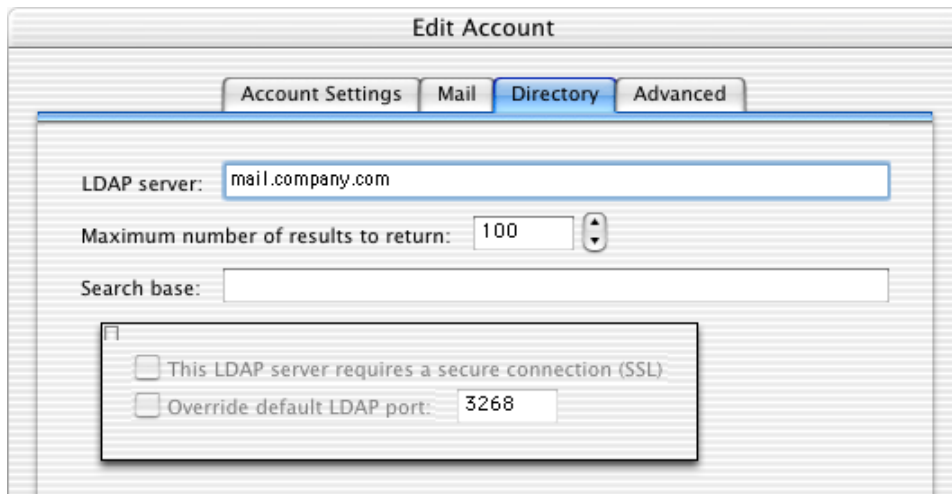 Edit Account
Account Settings Mail Directory Advanced
LDAP server: mail.company.com
Maximum number of results to return: 100
Search base:
This LDAP server requires a secure connection (SSL)
Override default LDAP port: 3268